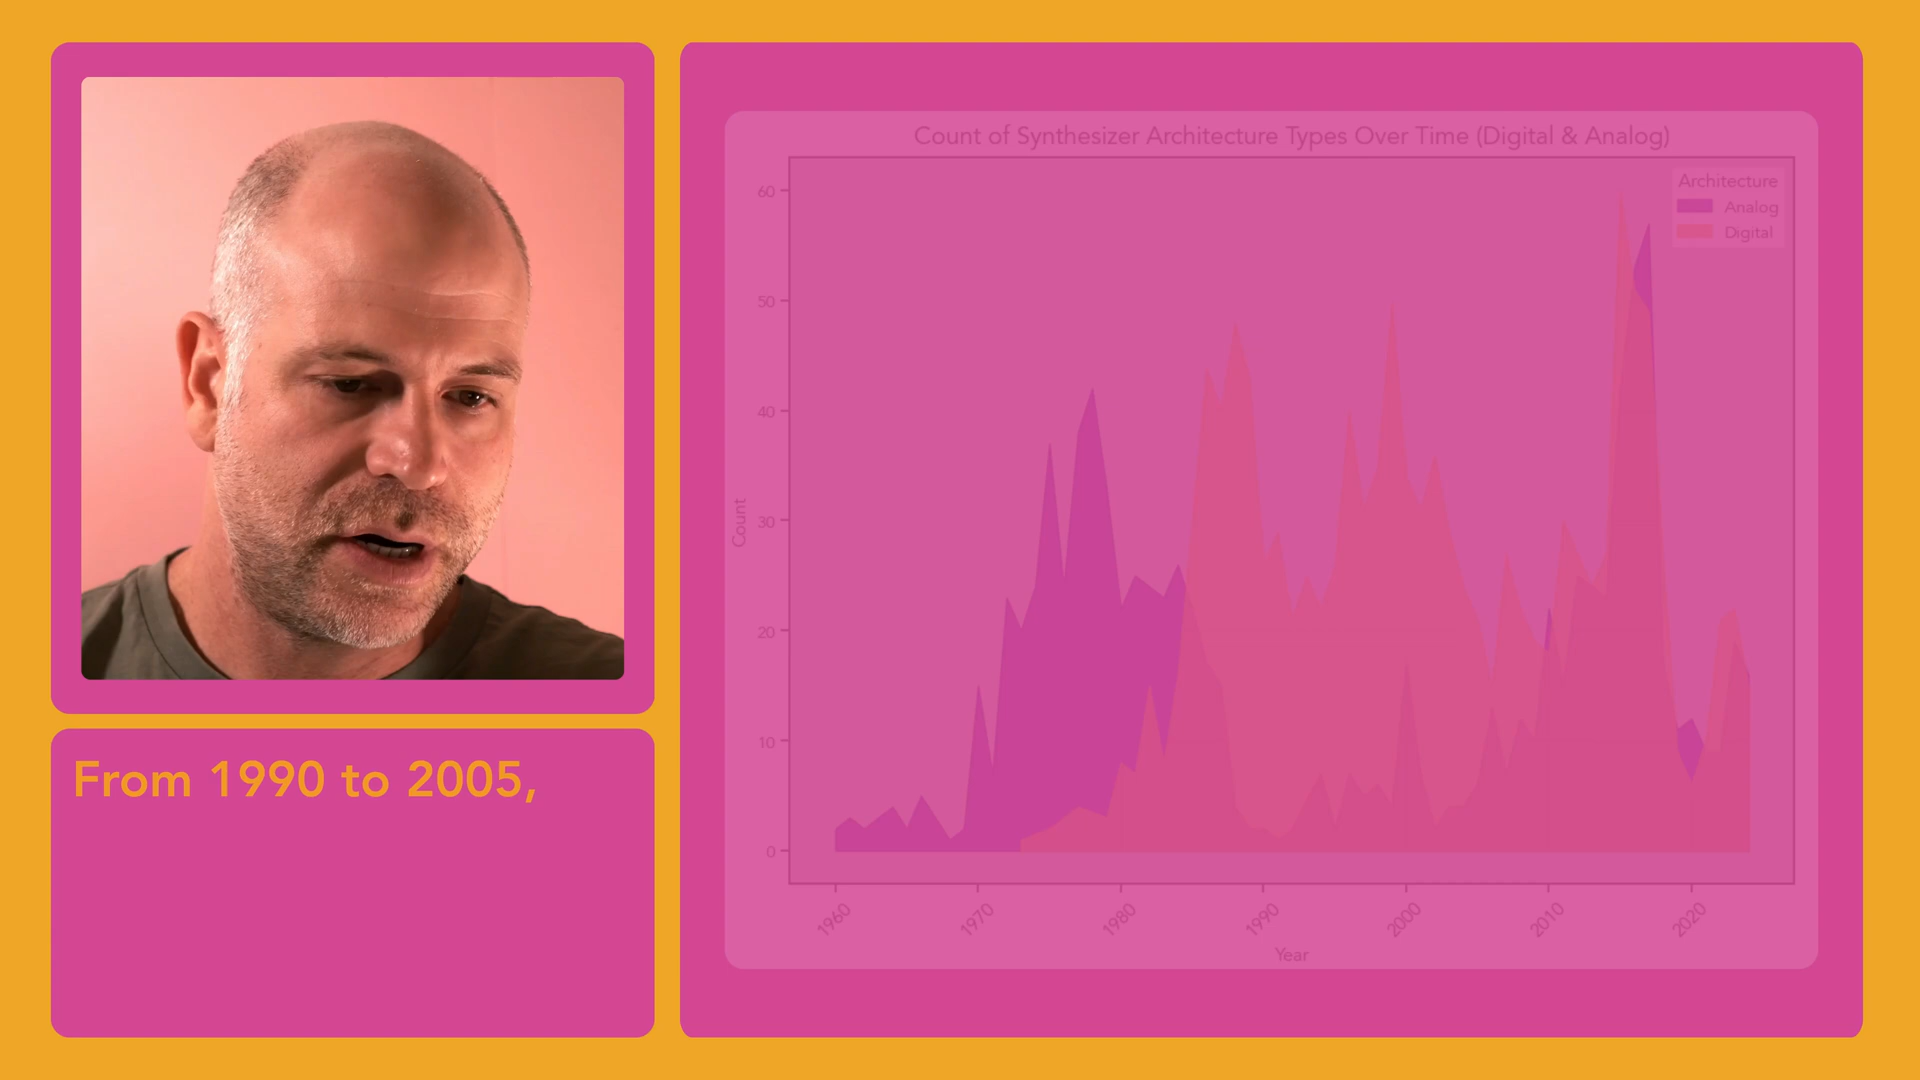 From 1990 to 2005,
Count of Synthesizer Architecture Types Over Time (Digital & Analog)
Architecture
Analog
Digital
60
50
40
30
20
10
0
Count
1960
1970
1980
1990
2000
2010
2020
Year